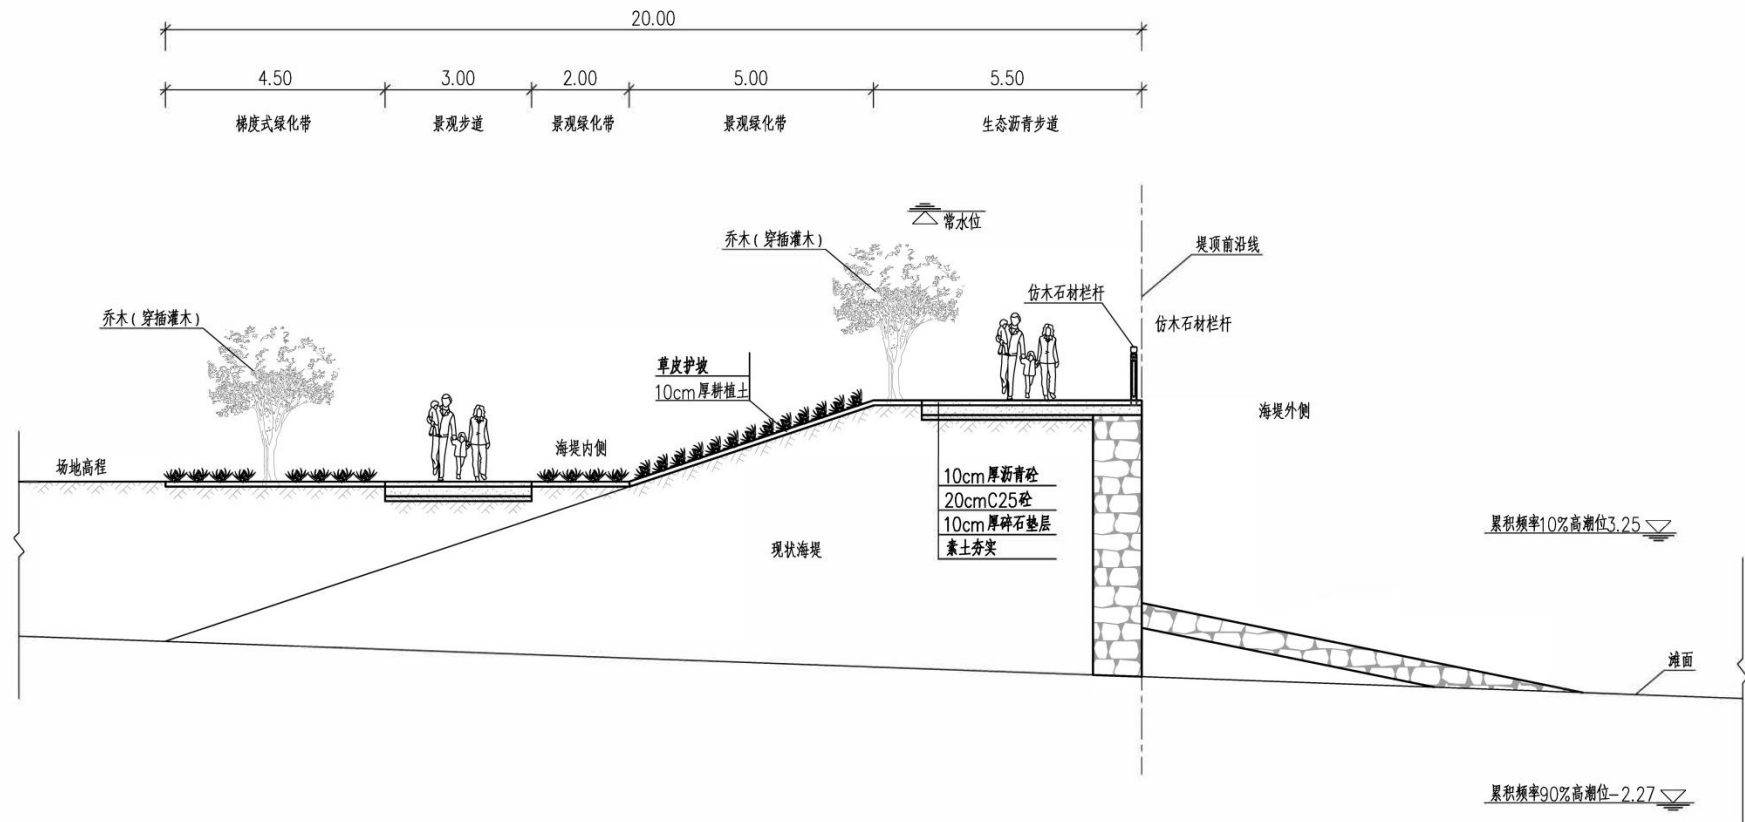 20.00
4.50 3.00 2.00 5.00 5.50
梯度式绿化带 景观步道 景观绿化带 景观绿化带 生态沥青步道
常水位
乔木(穿插灌木)
堤顶前沿线
仿木石材栏杆
乔木(穿插灌木)
仿木石材栏杆
草皮护坡
10cm厚耕植土
海堤外侧
海堤内侧
场地高程
10cm厚沥青砼
20cmC25砼
10cm厚碎石垫层
素土夯实
现状海堤
累积频率10%高潮位3.25
滩面
累积频率90%高潮位-2.27